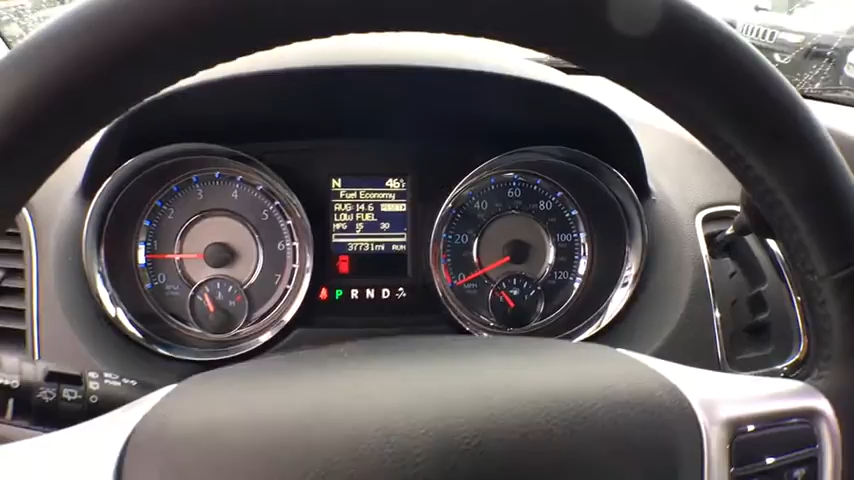 N 46°
Fuel Economy
AVG 14.6 RESET
LOW FUEL
MPG 15 30
37731mi RUN
P R N D
0 1 2 3 4 5 6 7
RPM
0 20 40 60 80 100 120
MPH